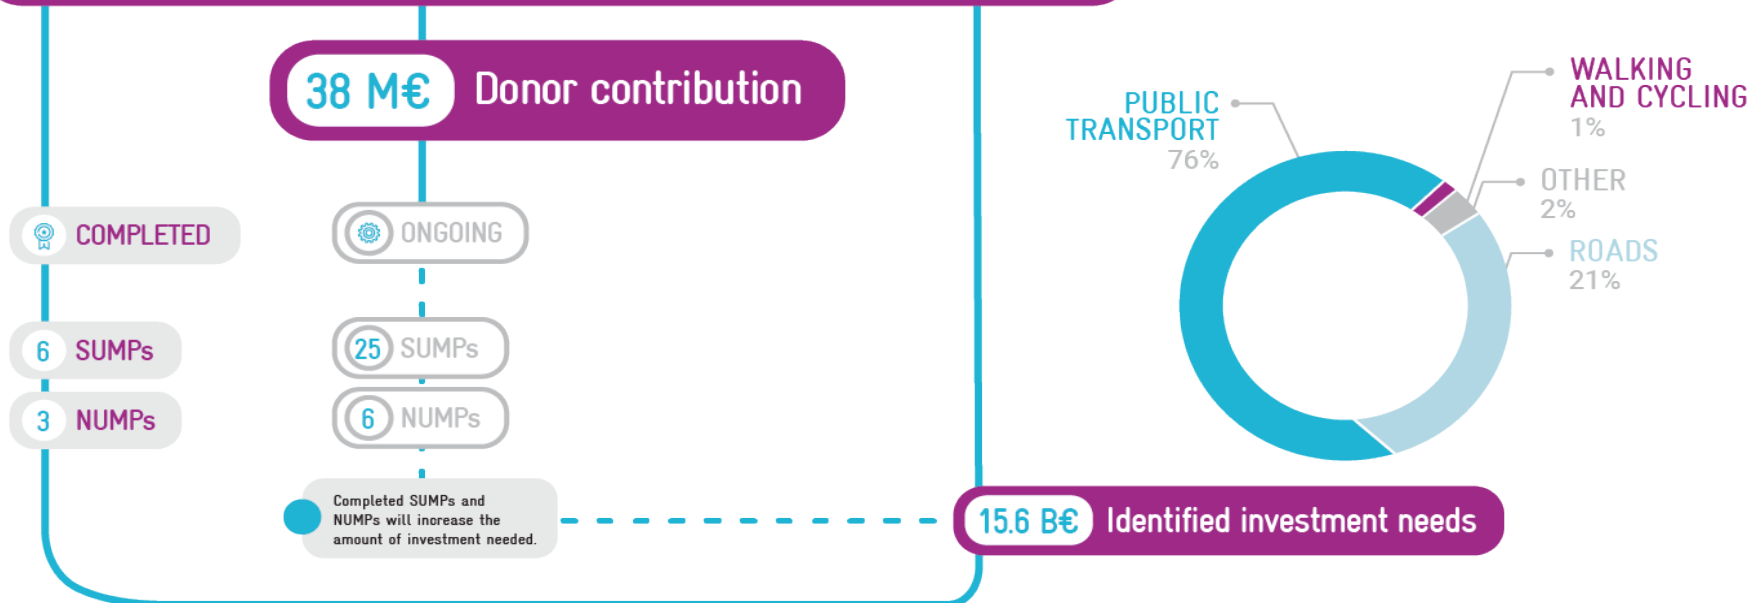 38 M€ Donor contribution
COMPLETED
6 SUMPs
3 NUMPs
ONGOING
25 SUMPs
6 NUMPs
Completed SUMPs and
NUMPs will increase the
amount of investment needed.
15.6 B€ Identified investment needs
PUBLIC
TRANSPORT
76%
WALKING
AND CYCLING
1%
OTHER
2%
ROADS
21%